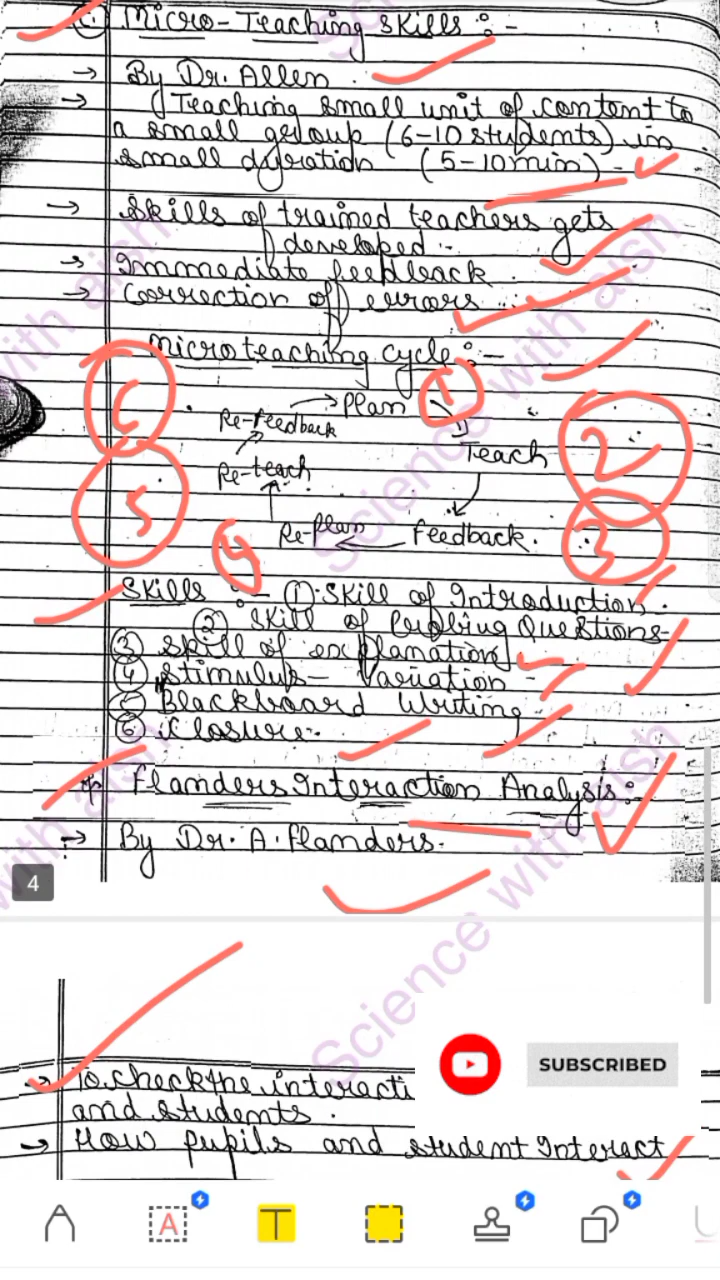 Micro-Teaching Skills :-
→ By Dr. Allen.
→ (Teaching small unit of content to
a small group (6-10 students) in
small duration (5-10 min) -
→ Skills of trained teachers gets
developed.
→ Immediate feedback.
→ Correction of errors.
Microteaching cycle :-
6
Re-feedback → Plan 1
5
Re-teach
Teach 2
4 Re-Plan ← Feedback. 3
Skills :- ① Skill of Introduction.
② Skill of Probing Questions-
③ Skill of explanation
④ Stimulus- Variation -
⑤ Blackboard Writing
⑥ Closure.
* Flanders Interaction Analysis :-
→ By Dr. A. Flanders.
4
→ To check the interacti
and students.
→ How pupils and student Interact
SUBSCRIBED
Science with aish
A
T
U